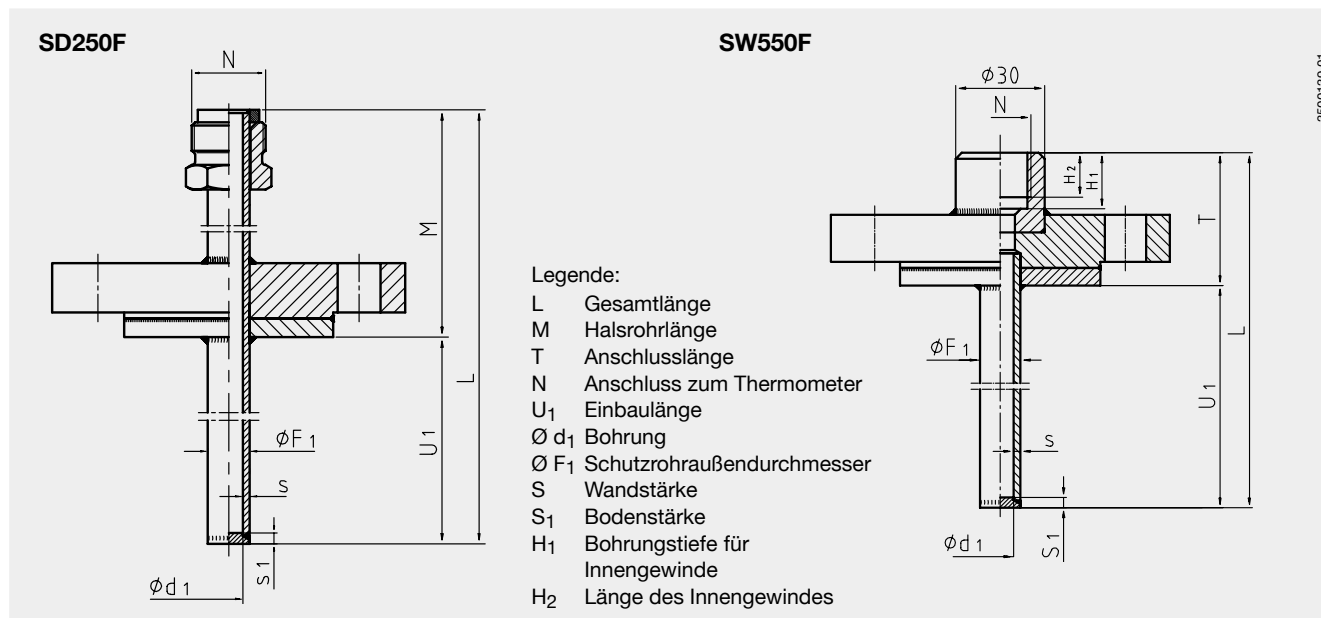 SD250F
SW550F
N
M
L
U1
ØF1
s
s1
Ød1
Legende:
L Gesamtlänge
M Halsrohrlänge
T Anschlusslänge
N Anschluss zum Thermometer
U1 Einbaulänge
Ø d1 Bohrung
Ø F1 Schutzrohraußendurchmesser
S Wandstärke
S1 Bodenstärke
H1 Bohrungstiefe für
Innengewinde
H2 Länge des Innengewindes
Ø30
N
H2
H1
T
L
ØF1
U1
s
S1
Ød1